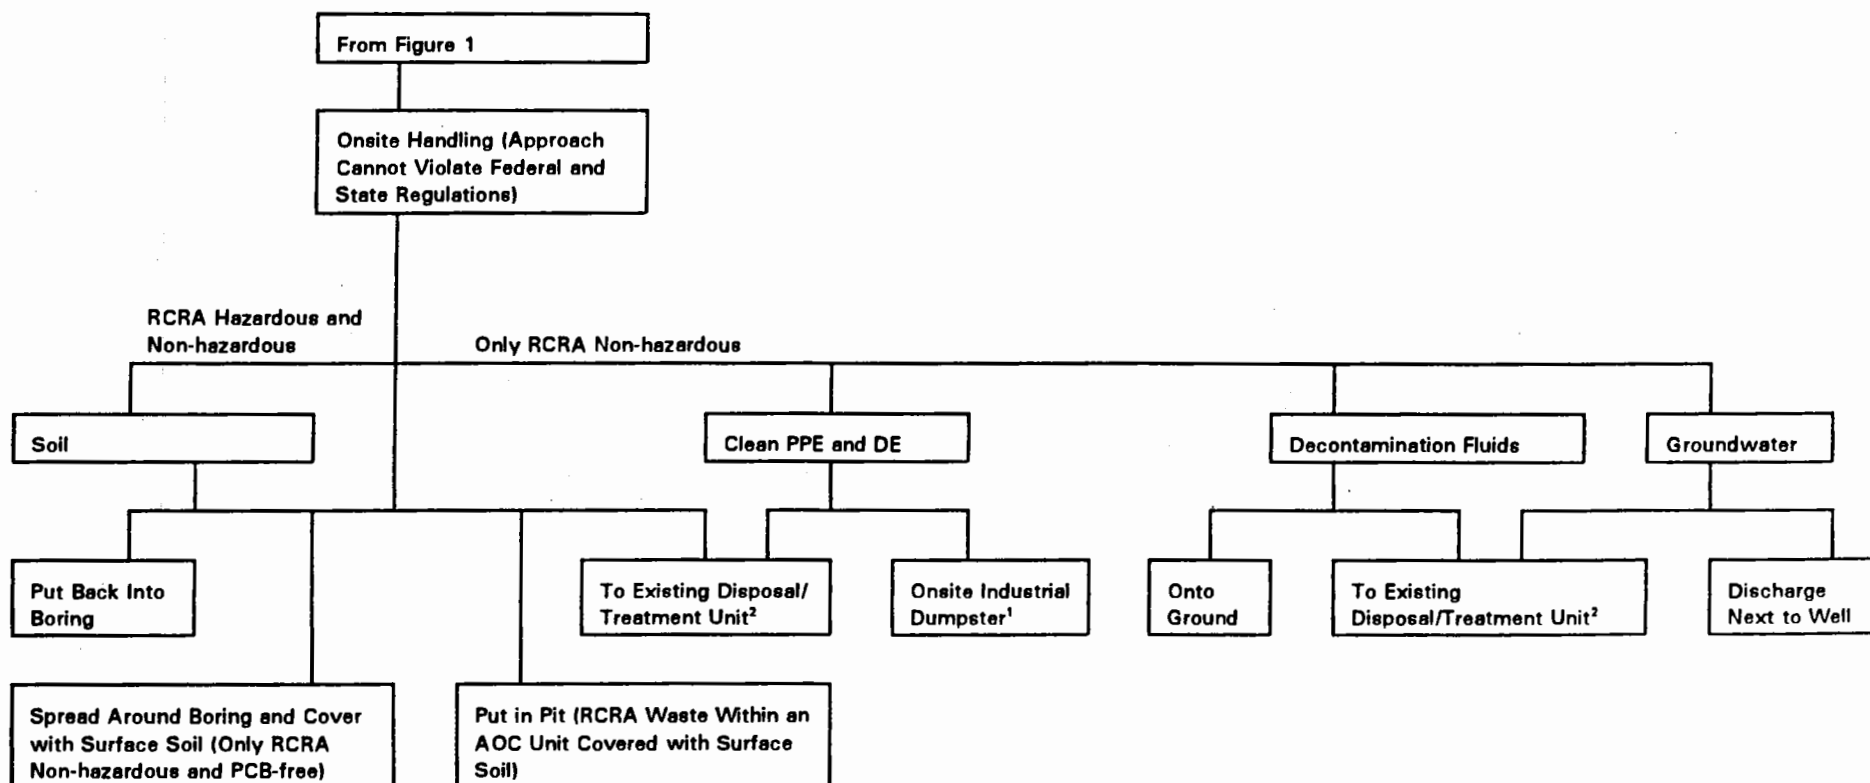 From Figure 1
Onsite Handling (Approach
Cannot Violate Federal and
State Regulations)
RCRA Hazardous and
Non-hazardous
Only RCRA Non-hazardous
Soil
Clean PPE and DE
Decontamination Fluids
Groundwater
Put Back Into
Boring
To Existing Disposal/
Treatment Unit²
Onsite Industrial
Dumpster¹
Onto
Ground
To Existing
Disposal/Treatment Unit²
Discharge
Next to Well
Spread Around Boring and Cover
with Surface Soil (Only RCRA
Non-hazardous and PCB-free)
Put in Pit (RCRA Waste Within an
AOC Unit Covered with Surface
Soil)